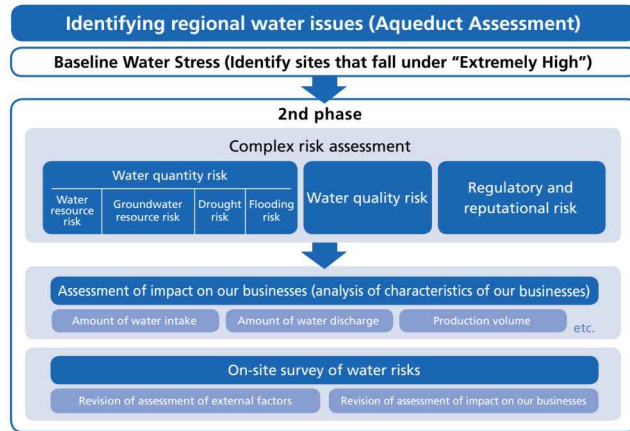 Identifying regional water issues (Aqueduct Assessment)
Baseline Water Stress (Identify sites that fall under “Extremely High”)
2nd phase
Complex risk assessment
Water quantity risk
Water
resource
risk
Groundwater
resource risk
Drought
risk
Flooding
risk
Water quality risk
Regulatory and
reputational risk
Assessment of impact on our businesses (analysis of characteristics of our businesses)
Amount of water intake
Amount of water discharge
Production volume
etc.
On-site survey of water risks
Revision of assessment of external factors
Revision of assessment of impact on our businesses